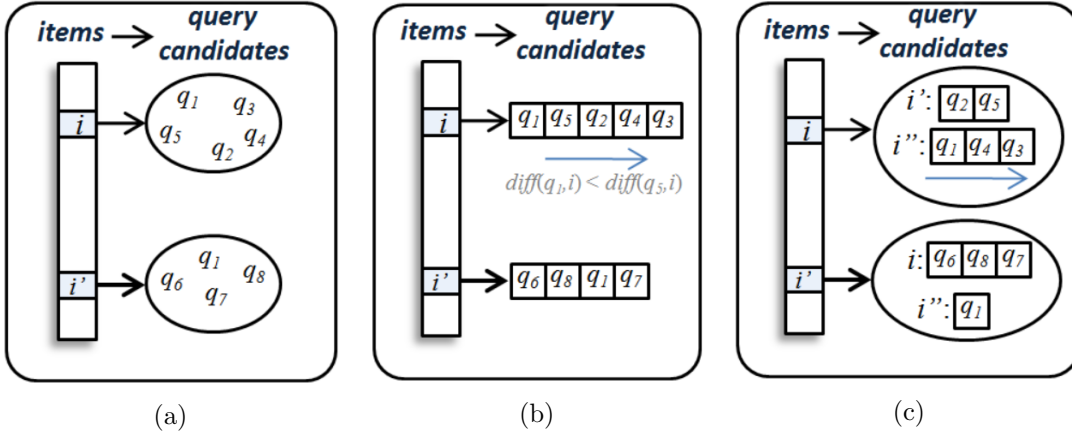 items → query candidates
i
q1 q3
q5 q2 q4
i'
q1
q6 q8
q7
(a)
items → query candidates
i
q1 q5 q2 q4 q3
diff(q1,i) < diff(q5,i)
i'
q6 q8 q1 q7
(b)
items → query candidates
i
i': q2 q5
i'': q1 q4 q3
i'
i: q6 q8 q7
i'': q1
(c)